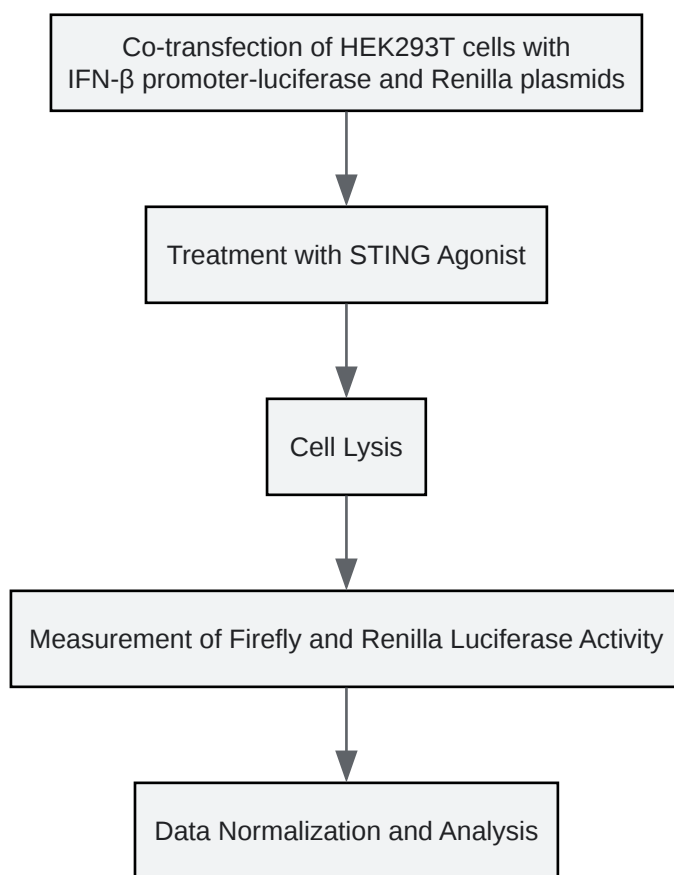 Co-transfection of HEK293T cells with
IFN-β promoter-luciferase and Renilla plasmids
Treatment with STING Agonist
Cell Lysis
Measurement of Firefly and Renilla Luciferase Activity
Data Normalization and Analysis